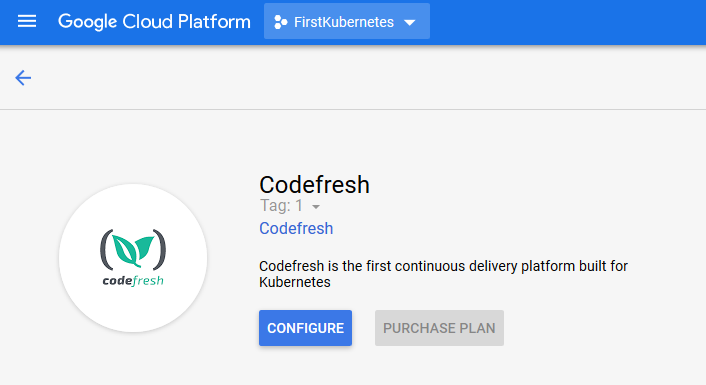 Google Cloud Platform
FirstKubernetes
Codefresh
Tag: 1
Codefresh
Codefresh is the first continuous delivery platform built for
Kubernetes
codefresh
CONFIGURE
PURCHASE PLAN